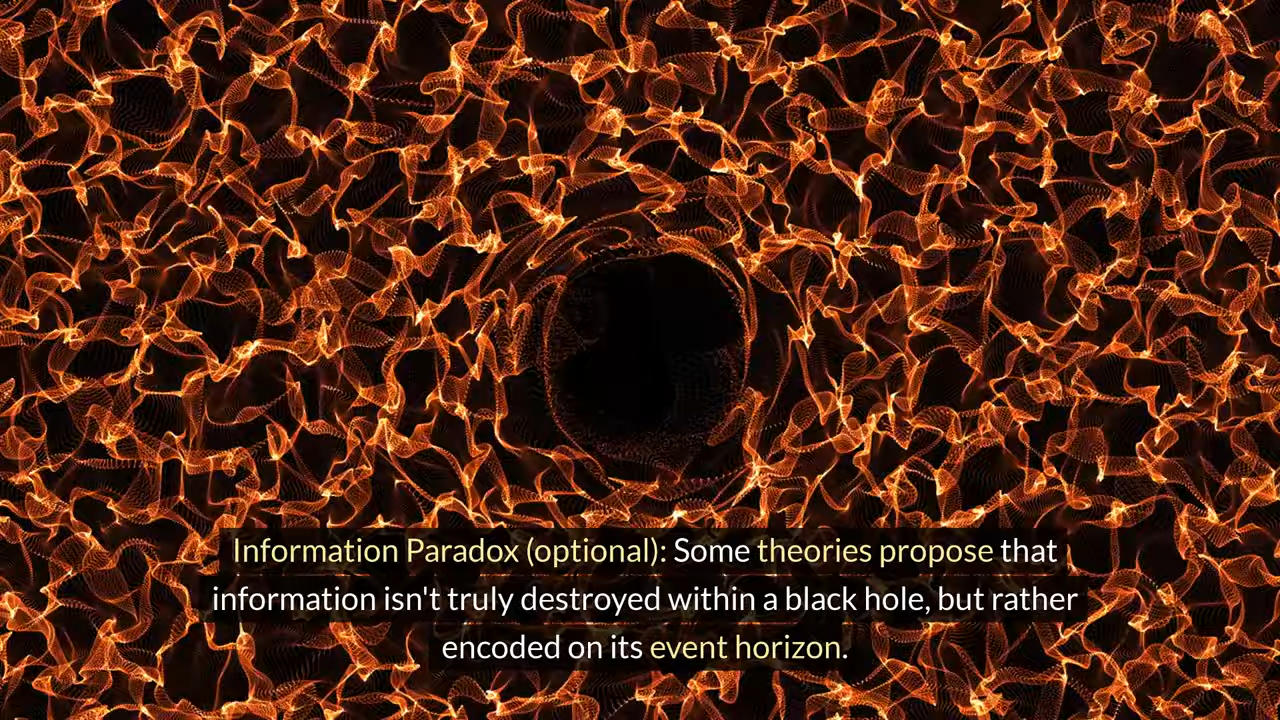 Information Paradox (optional): Some theories propose that
information isn't truly destroyed within a black hole, but rather
encoded on its event horizon.